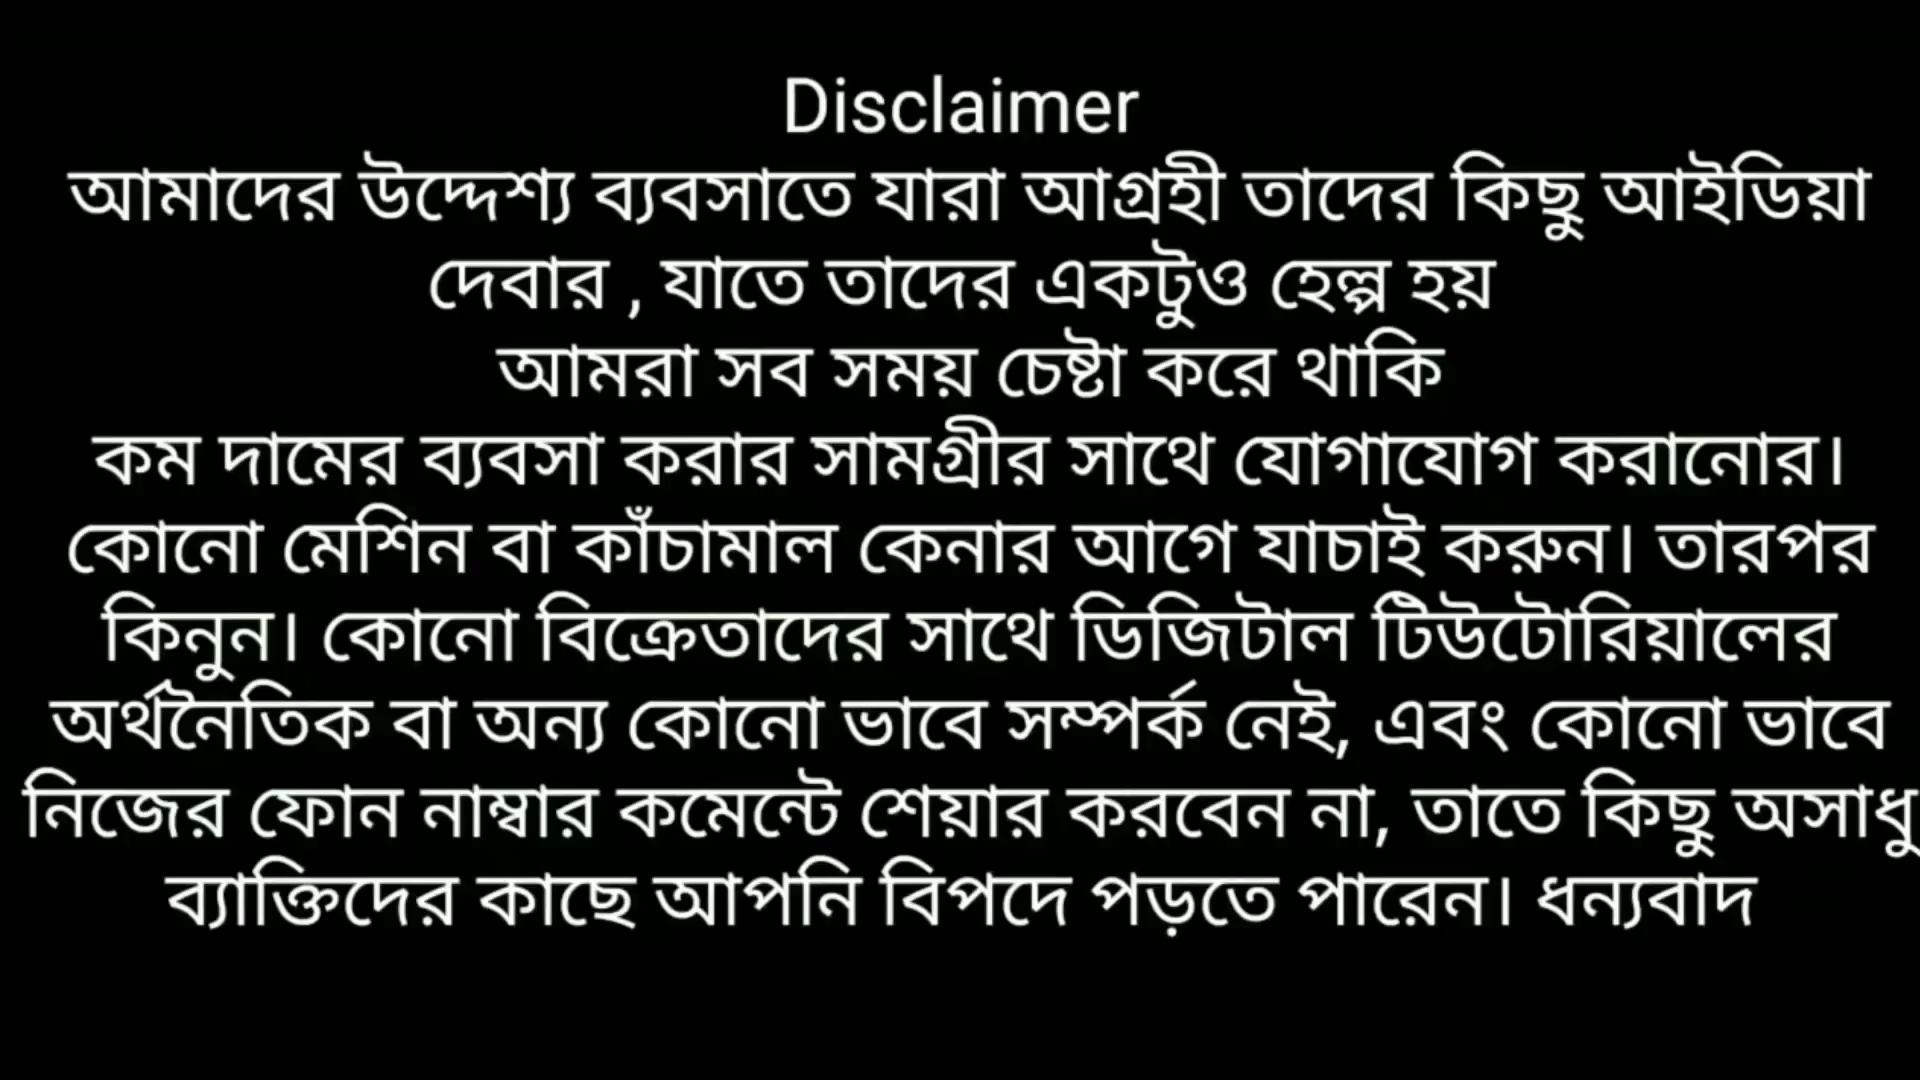 Disclaimer
আমাদের উদ্দেশ্য ব্যবসাতে যারা আগ্রহী তাদের কিছু আইডিয়া
দেবার , যাতে তাদের একটুও হেল্প হয়
আমরা সব সময় চেষ্টা করে থাকি
কম দামের ব্যবসা করার সামগ্রীর সাথে যোগাযোগ করানোর।
কোনো মেশিন বা কাঁচামাল কেনার আগে যাচাই করুন। তারপর
কিনুন। কোনো বিক্রেতাদের সাথে ডিজিটাল টিউটোরিয়ালের
অর্থনৈতিক বা অন্য কোনো ভাবে সম্পর্ক নেই, এবং কোনো ভাবে
নিজের ফোন নাম্বার কমেন্টে শেয়ার করবেন না, তাতে কিছু অসাধু
ব্যাক্তিদের কাছে আপনি বিপদে পড়তে পারেন। ধন্যবাদ